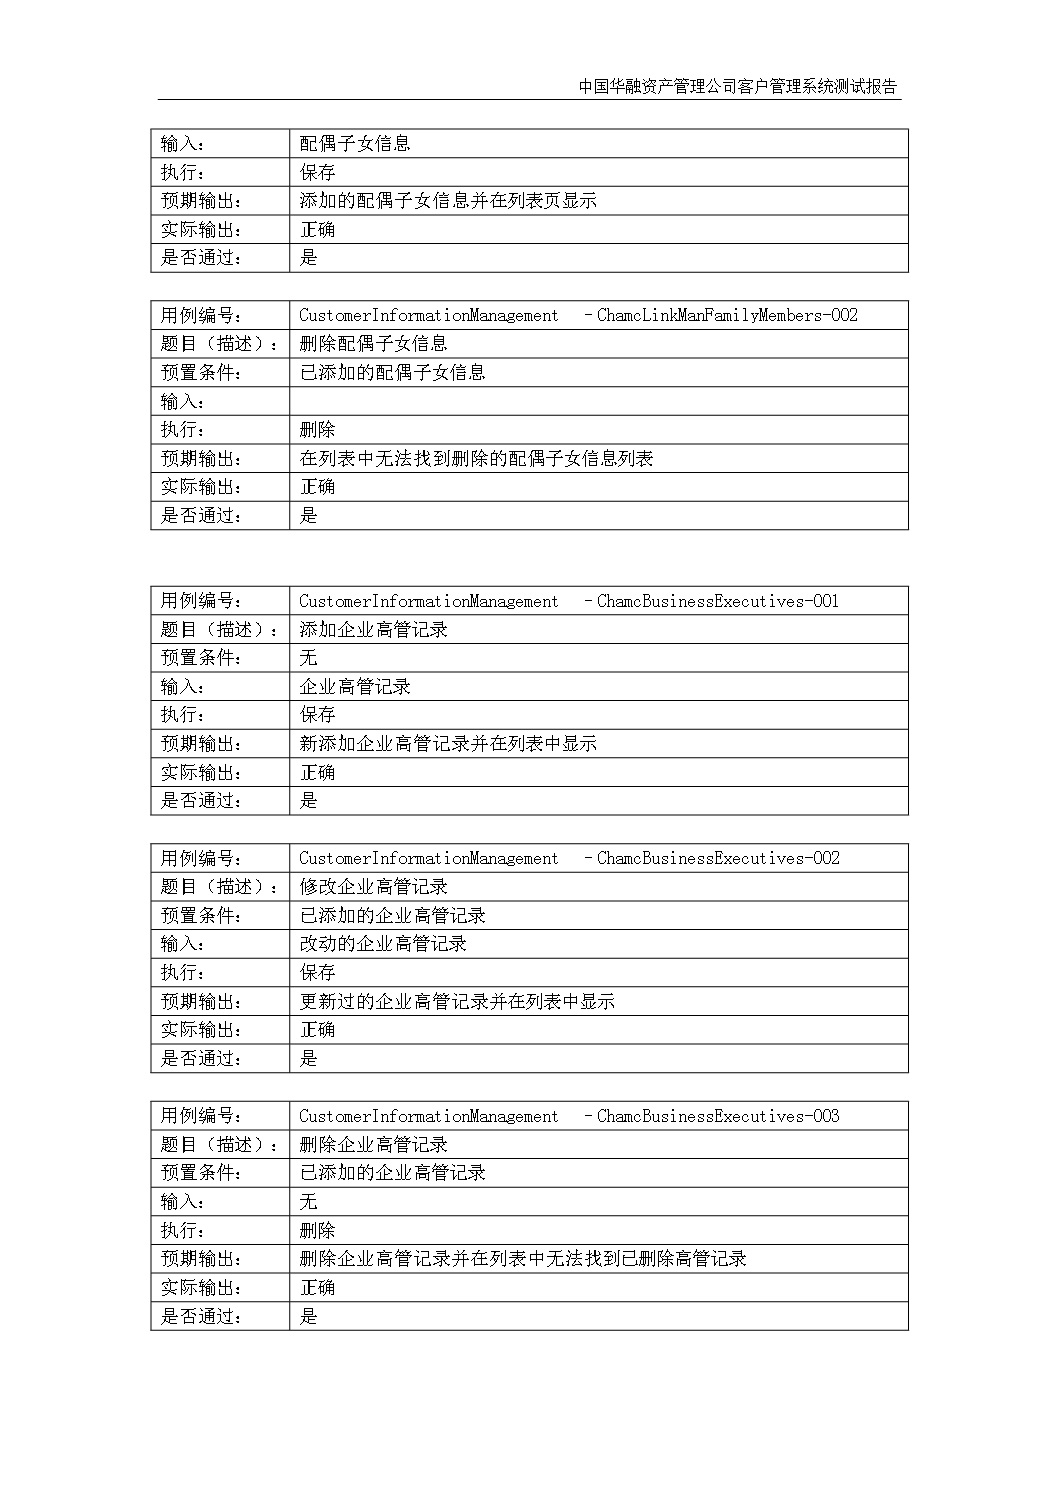 中国华融资产管理公司客户管理系统测试报告
输入： 配偶子女信息
执行： 保存
预期输出： 添加的配偶子女信息并在列表页显示
实际输出： 正确
是否通过： 是
用例编号： CustomerInformationManagement －ChamcLinkManFamilyMembers-002
题目（描述）： 删除配偶子女信息
预置条件： 已添加的配偶子女信息
输入：
执行： 删除
预期输出： 在列表中无法找到删除的配偶子女信息列表
实际输出： 正确
是否通过： 是
用例编号： CustomerInformationManagement －ChamcBusinessExecutives-001
题目（描述）： 添加企业高管记录
预置条件： 无
输入： 企业高管记录
执行： 保存
预期输出： 新添加企业高管记录并在列表中显示
实际输出： 正确
是否通过： 是
用例编号： CustomerInformationManagement －ChamcBusinessExecutives-002
题目（描述）： 修改企业高管记录
预置条件： 已添加的企业高管记录
输入： 改动的企业高管记录
执行： 保存
预期输出： 更新过的企业高管记录并在列表中显示
实际输出： 正确
是否通过： 是
用例编号： CustomerInformationManagement －ChamcBusinessExecutives-003
题目（描述）： 删除企业高管记录
预置条件： 已添加的企业高管记录
输入： 无
执行： 删除
预期输出： 删除企业高管记录并在列表中无法找到已删除高管记录
实际输出： 正确
是否通过： 是